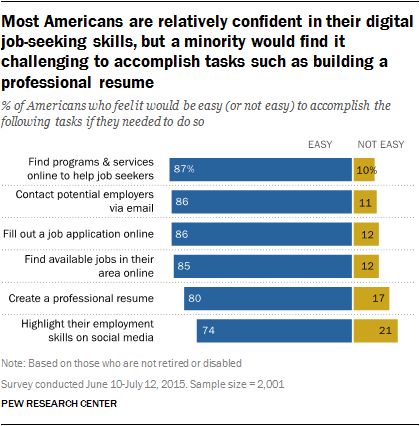 Most Americans are relatively confident in their digital
job-seeking skills, but a minority would find it
challenging to accomplish tasks such as building a
professional resume
% of Americans who feel it would be easy (or not easy) to accomplish the
following tasks if they needed to do so
EASY NOT EASY
Find programs & services
online to help job seekers
87% 10%
Contact potential employers
via email
86 11
Fill out a job application online 86 12
Find available jobs in their
area online
85 12
Create a professional resume 80 17
Highlight their employment
skills on social media
74 21
Note: Based on those who are not retired or disabled
Survey conducted June 10-July 12, 2015. Sample size = 2,001
PEW RESEARCH CENTER